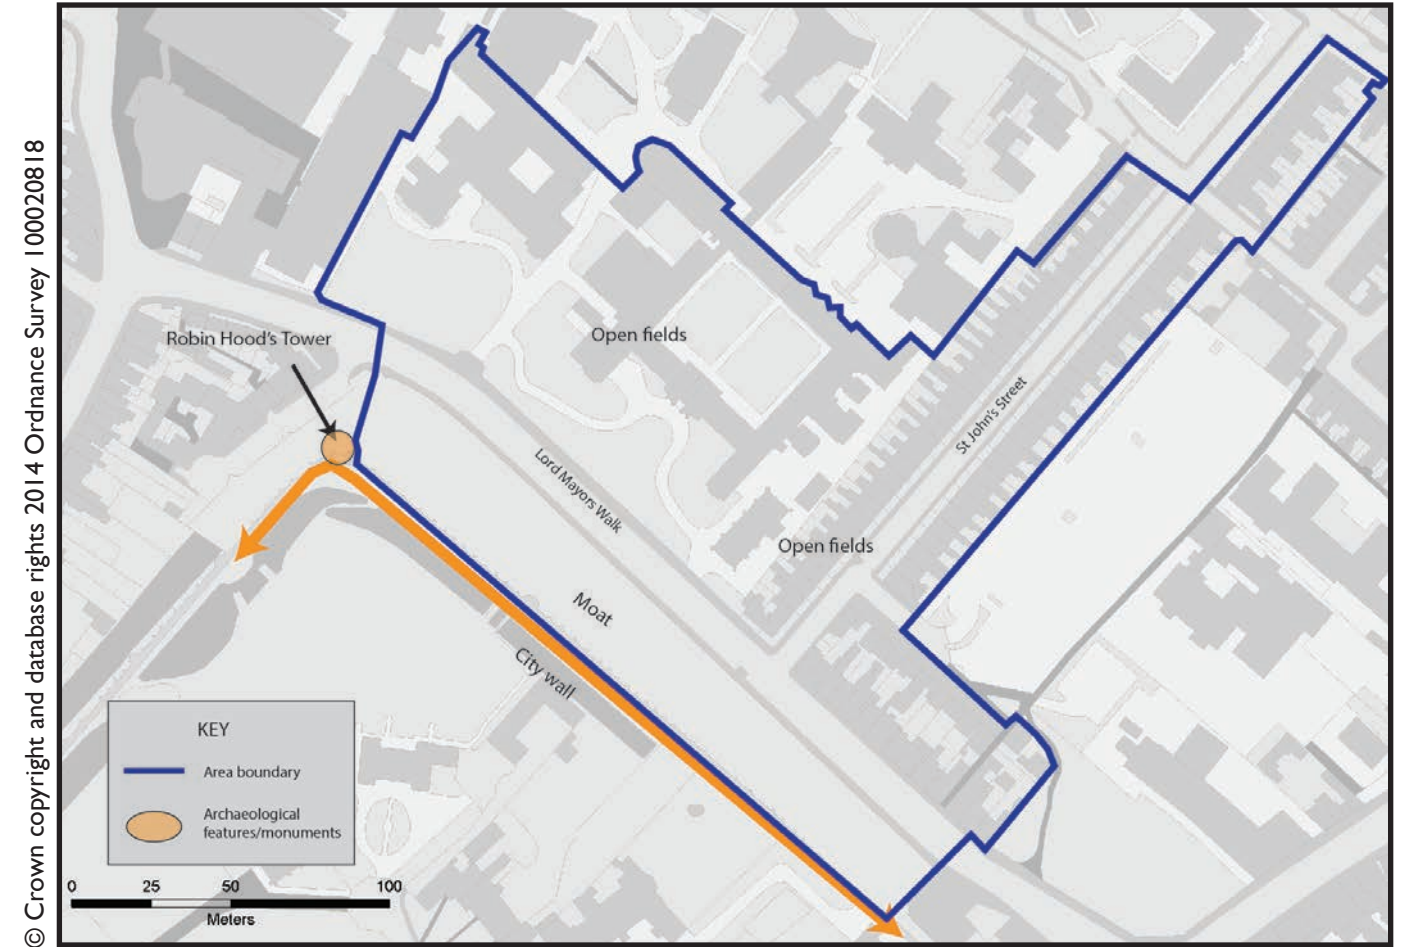 © Crown copyright and database rights 2014 Ordnance Survey 100020818
Robin Hood's Tower
Open fields
St John's Street
Lord Mayors Walk
Open fields
Moat
City wall
KEY
Area boundary
Archaeological
features/monuments
0 25 50 100
Meters